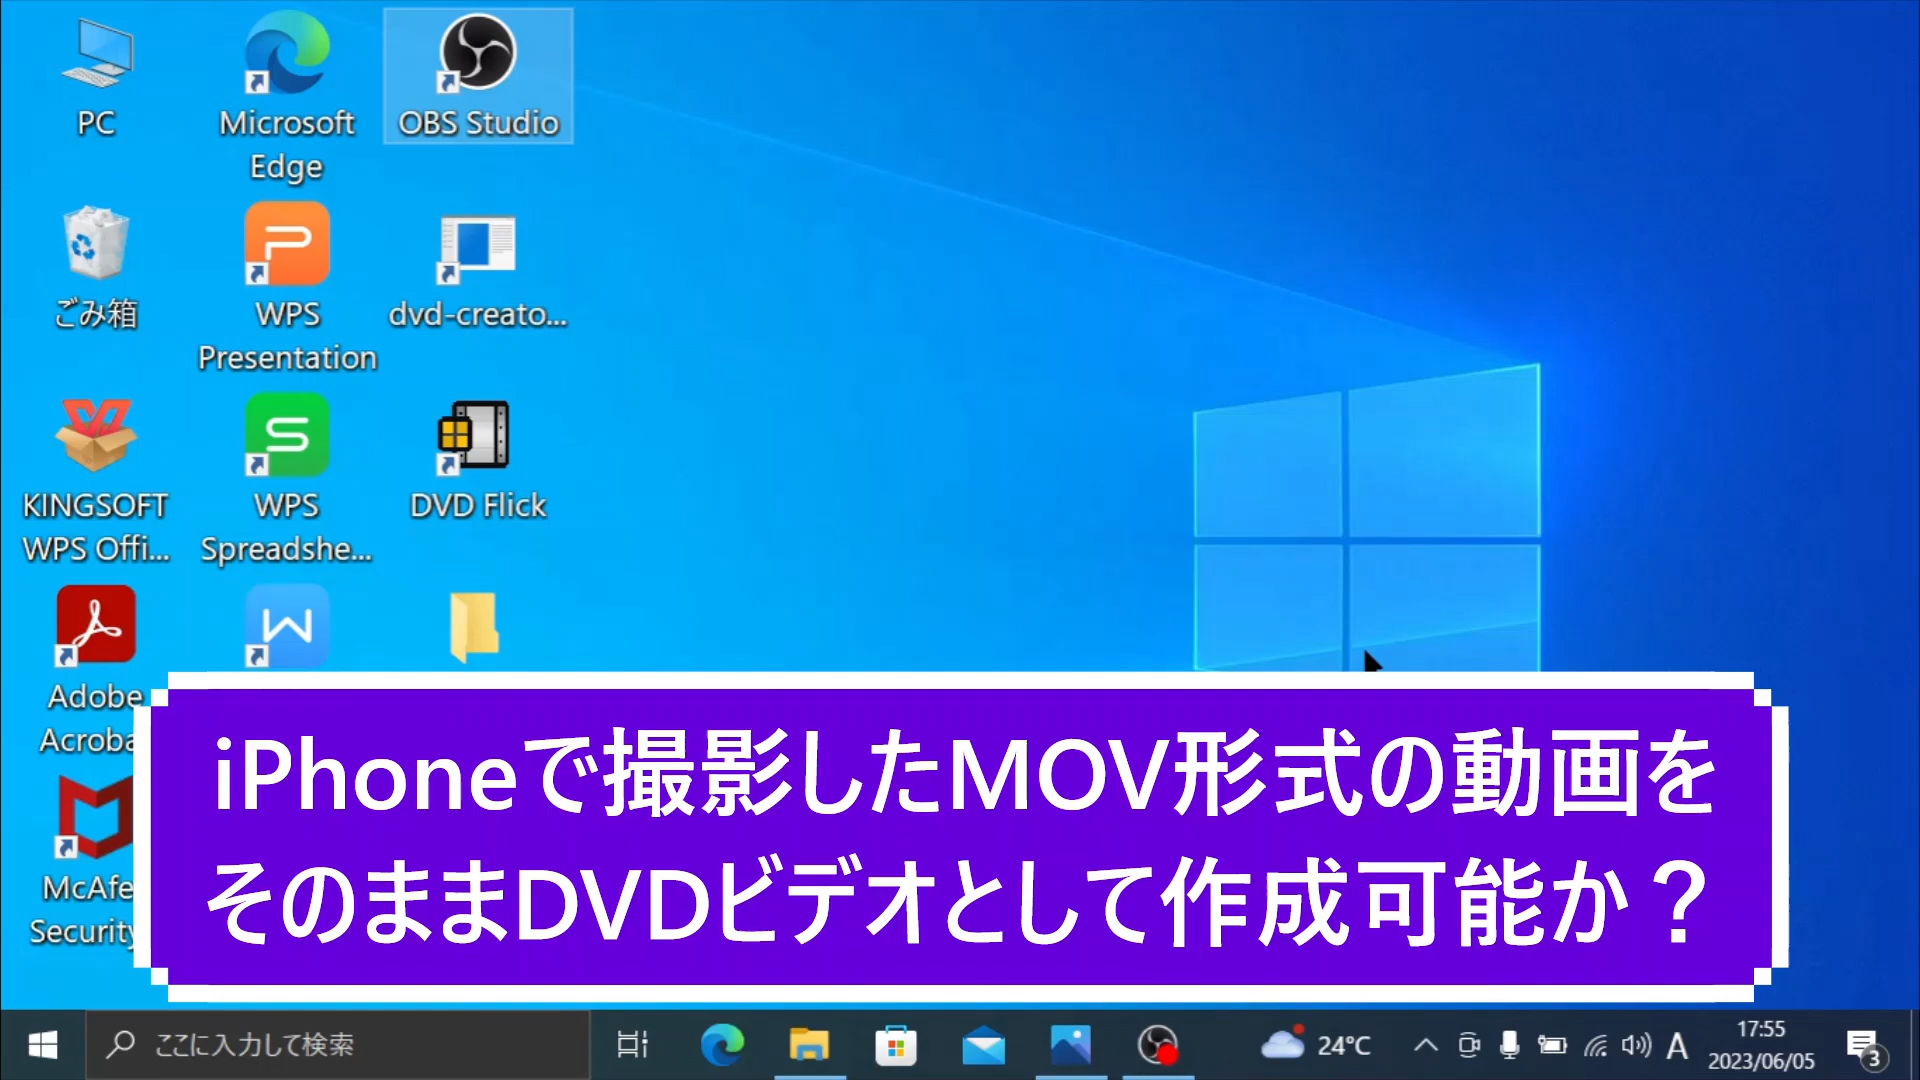 PC
Microsoft
Edge
OBS Studio
ごみ箱
WPS
Presentation
dvd-creato...
KINGSOFT
WPS Offi...
WPS
Spreadshe...
DVD Flick
Adobe
Acroba
McAfe
Security
iPhoneで撮影したMOV形式の動画を
そのままDVDビデオとして作成可能か？
ここに入力して検索
24°C
A
17:55
2023/06/05
3